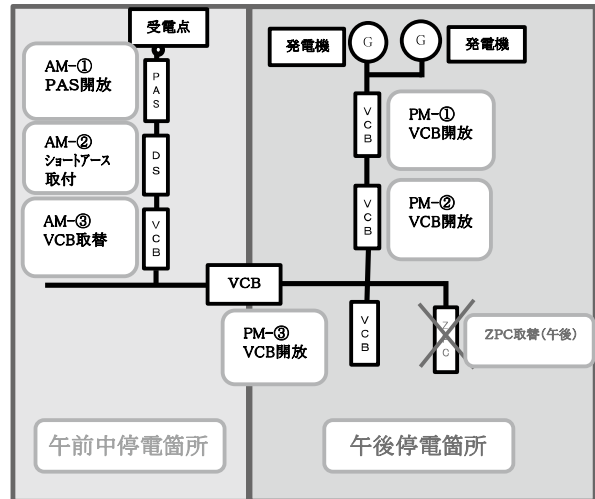 受電点
AM-①
PAS開放
PAS
AM-②
ショートアース
取付
DS
AM-③
VCB取替
VCB
午前中停電箇所
発電機
G
G
発電機
VCB
PM-①
VCB開放
VCB
PM-②
VCB開放
VCB
PM-③
VCB開放
VCB
ZPC
ZPC取替(午後)
午後停電箇所